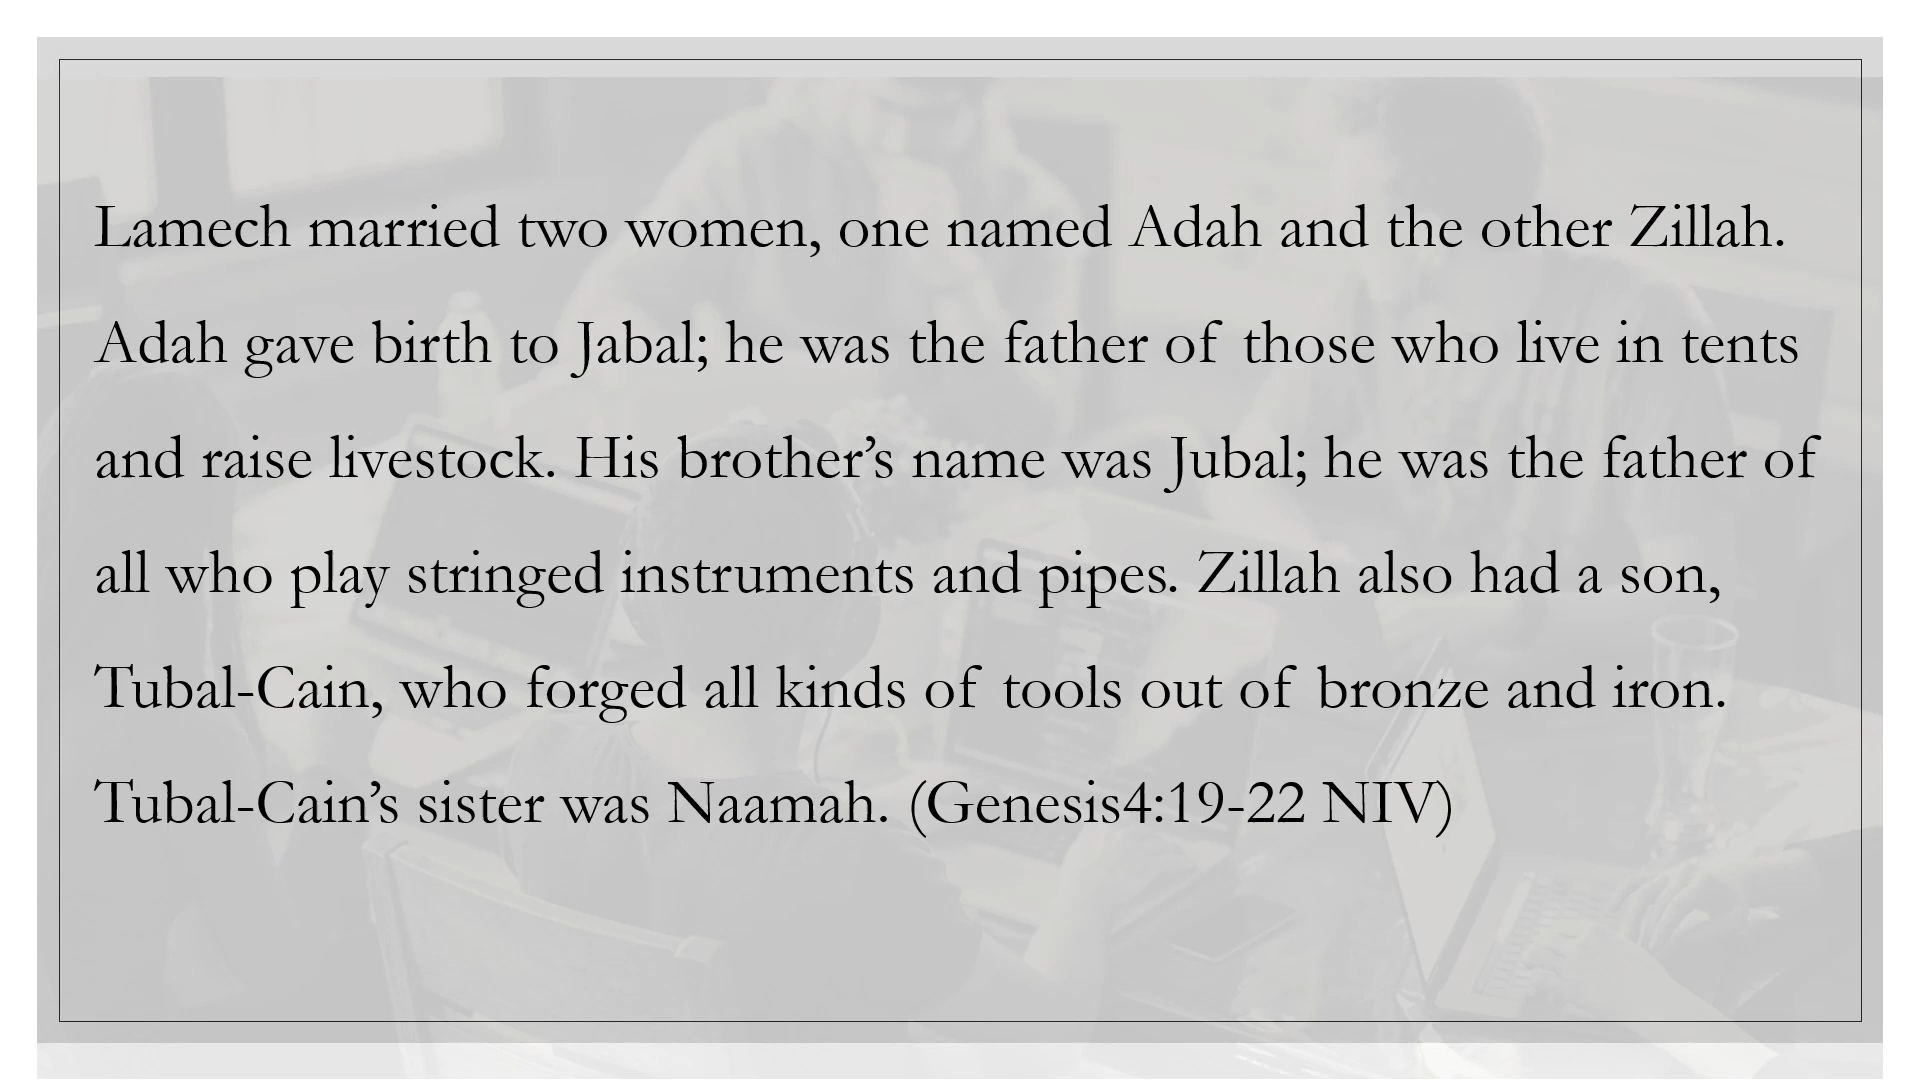 Lamech married two women, one named Adah and the other Zillah.
Adah gave birth to Jabal; he was the father of those who live in tents
and raise livestock. His brother’s name was Jubal; he was the father of
all who play stringed instruments and pipes. Zillah also had a son,
Tubal-Cain, who forged all kinds of tools out of bronze and iron.
Tubal-Cain’s sister was Naamah. (Genesis4:19-22 NIV)